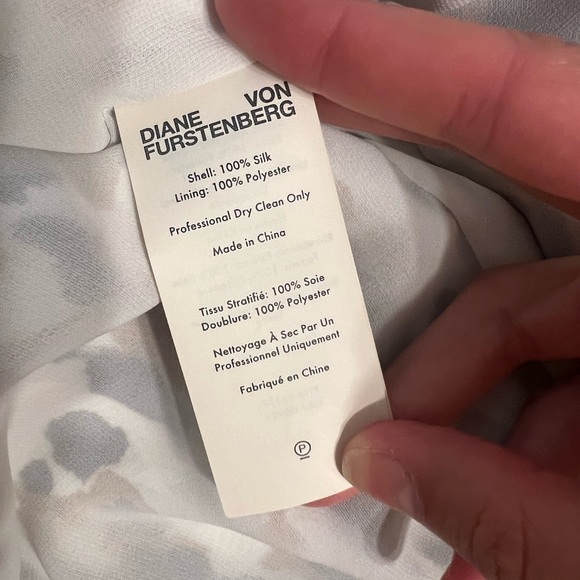 DIANE VON
FURSTENBERG
Shell: 100% Silk
Lining: 100% Polyester
Professional Dry Clean Only
Made in China
Tissu Stratifié: 100% Soie
Doublure: 100% Polyester
Nettoyage À Sec Par Un
Professionel Uniquement
Fabriqué en Chine
P